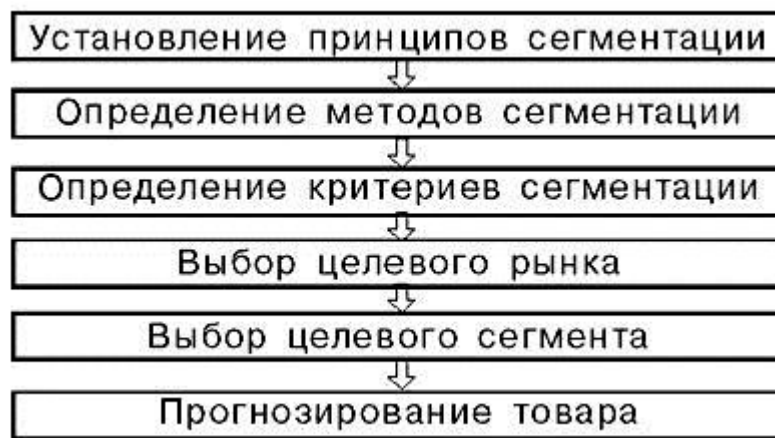 Установление принципов сегментации
Определение методов сегментации
Определение критериев сегментации
Выбор целевого рынка
Выбор целевого сегмента
Прогнозирование товара